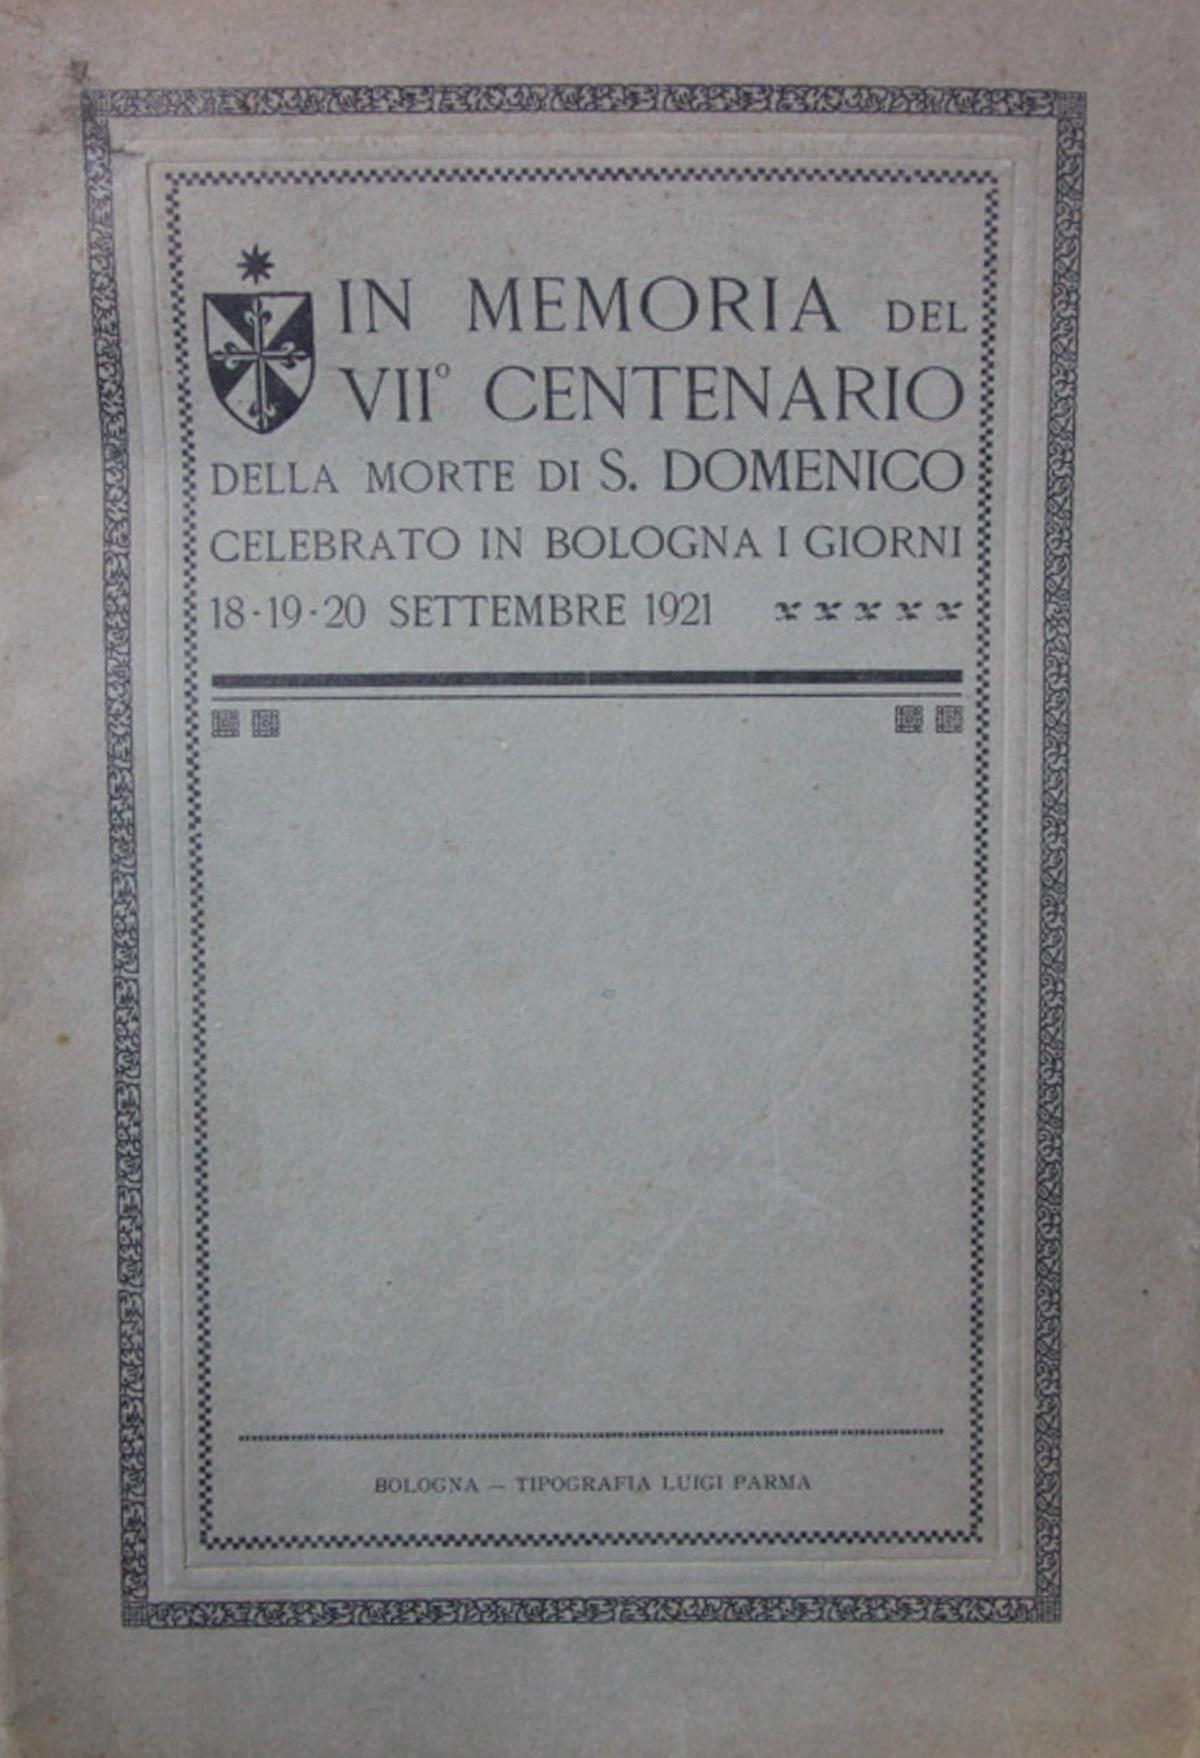 IN MEMORIA DEL
VII° CENTENARIO
DELLA MORTE DI S. DOMENICO
CELEBRATO IN BOLOGNA I GIORNI
18-19-20 SETTEMBRE 1921
BOLOGNA — TIPOGRAFIA LUIGI PARMA